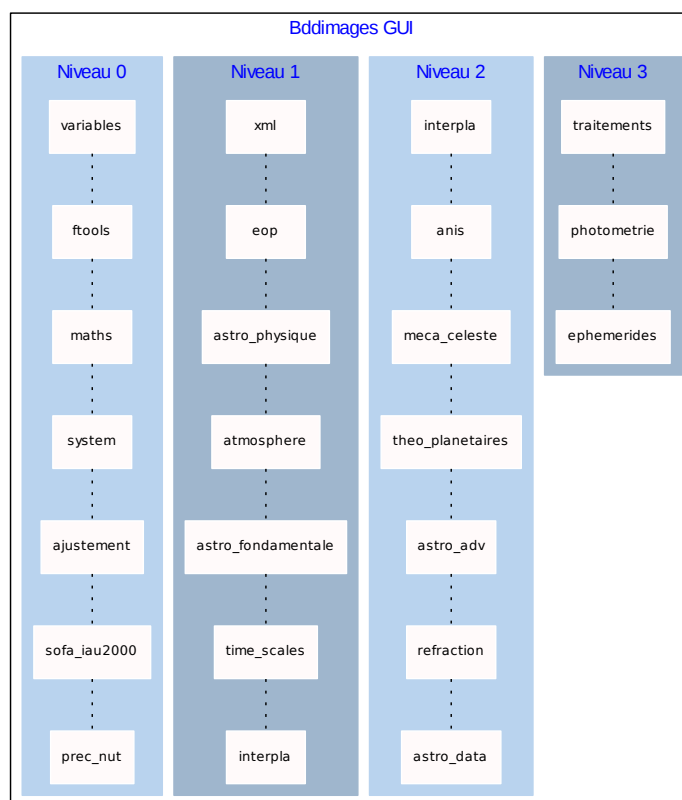 Bddimages GUI
Niveau 0
variables
ftools
maths
system
ajustement
sofa_iau2000
prec_nut
Niveau 1
xml
eop
astro_physique
atmosphere
astro_fondamentale
time_scales
interpla
Niveau 2
interpla
anis
meca_celeste
theo_planetaires
astro_adv
refraction
astro_data
Niveau 3
traitements
photometrie
ephemerides